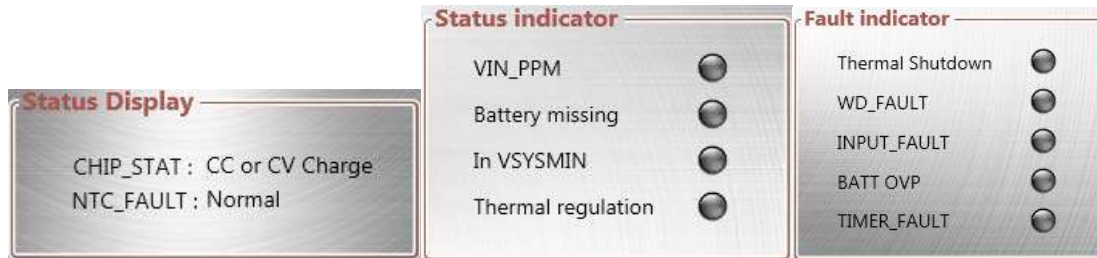 Status Display
CHIP_STAT : CC or CV Charge
NTC_FAULT : Normal
Status indicator
VIN_PPM
Battery missing
In VSYSMIN
Thermal regulation
Fault indicator
Thermal Shutdown
WD_FAULT
INPUT_FAULT
BATT OVP
TIMER_FAULT